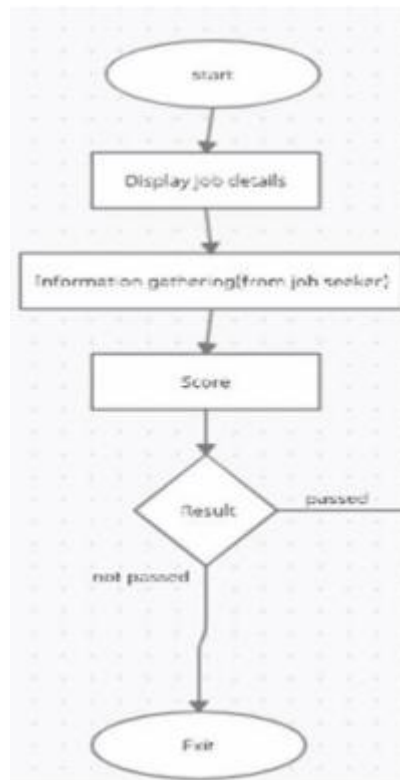 start
Display job details
Information gathering(from job seeker)
Score
Result
passed
not passed
Exit